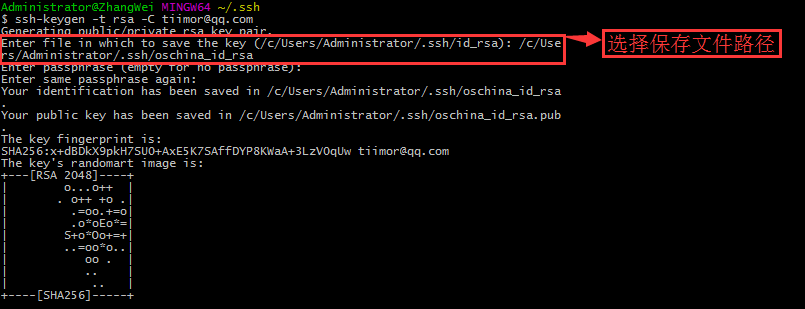 Administrator@ZhangWei MINGW64 ~/.ssh
$ ssh-keygen -t rsa -C tiimor@qq.com
Generating public/private rsa key pair.
Enter file in which to save the key (/c/Users/Administrator/.ssh/id_rsa): /c/Use
rs/Administrator/.ssh/oschina_id_rsa
选择保存文件路径
Enter passphrase (empty for no passphrase):
Enter same passphrase again:
Your identification has been saved in /c/Users/Administrator/.ssh/oschina_id_rsa
.
Your public key has been saved in /c/Users/Administrator/.ssh/oschina_id_rsa.pub
.
The key fingerprint is:
SHA256:x+dBDkX9pkH7SUO+AxE5K7SAffDYP8KWaA+3LzVOqUw tiimor@qq.com
The key's randomart image is:
+---[RSA 2048]----+
|       o...o++  |
|      . o++ +o .|
|       .=oo.+=o|
|       .o*oEo*=|
|      S+o*Oo+=+|
|      ..=oo*o..|
|        oo .   |
|        ..     |
|         ..    |
+----[SHA256]-----+